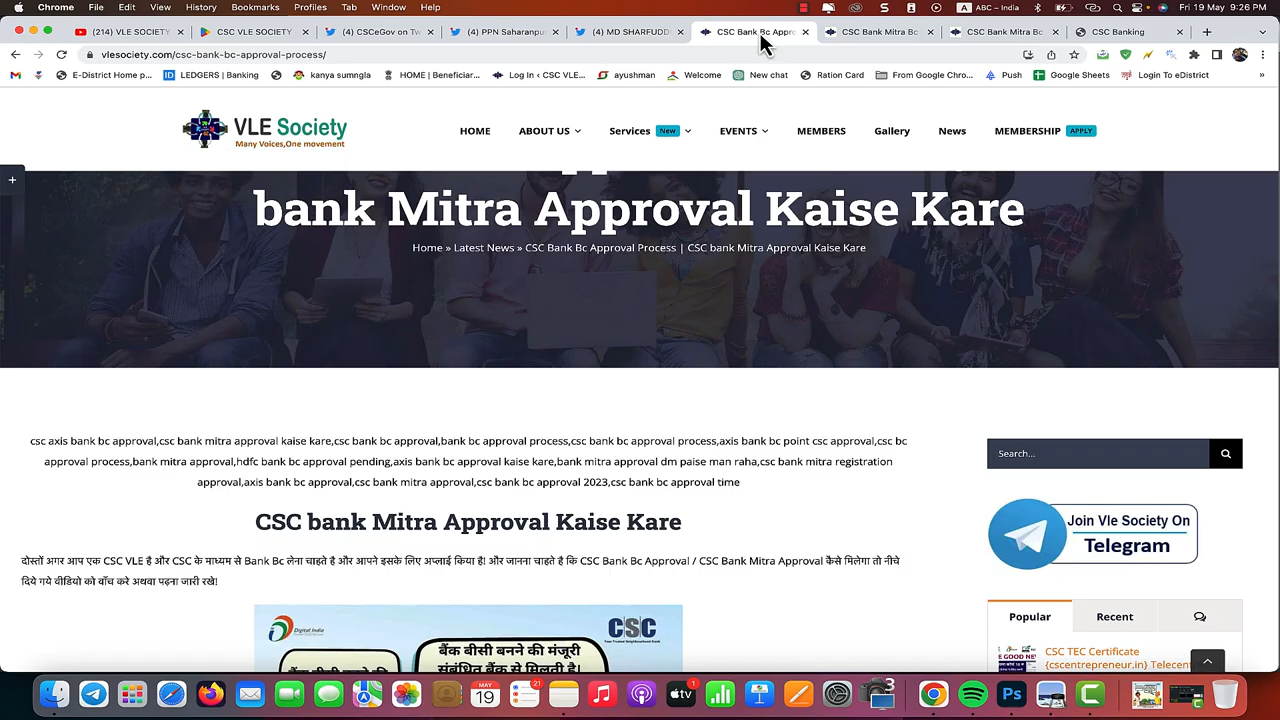 Chrome File Edit View History Bookmarks Profiles Tab Window Help
ABC – India Fri 19 May 9:26 PM
(214) VLE SOCIETY
CSC VLE SOCIETY
(4) CSCeGov on Tw
(4) PPN Saharanpu
(4) MD SHARFUDD
CSC Bank Bc Appro
CSC Bank Mitra Bc
CSC Bank Mitra Bc
CSC Banking
vlesociety.com/csc-bank-bc-approval-process/
E-District Home p...
LEDGERS | Banking
kanya sumngla
HOME | Beneficiar...
Log In ‹ CSC VLE...
ayushman
Welcome
New chat
Ration Card
From Google Chro...
Push
Google Sheets
Login To eDistrict
»
VLE Society
Many Voices,One movement
HOME
ABOUT US
Services New
EVENTS
MEMBERS
Gallery
News
MEMBERSHIP APPLY
bank Mitra Approval Kaise Kare
Home » Latest News » CSC Bank Bc Approval Process | CSC bank Mitra Approval Kaise Kare
csc axis bank bc approval,csc bank mitra approval kaise kare,csc bank bc approval,bank bc approval process,csc bank bc approval process,axis bank bc point csc approval,csc bc
approval process,bank mitra approval,hdfc bank bc approval pending,axis bank bc approval kaise kare,bank mitra approval dm paise man raha,csc bank mitra registration
approval,axis bank bc approval,csc bank mitra approval,csc bank bc approval 2023,csc bank bc approval time
CSC bank Mitra Approval Kaise Kare
दोस्तों अगर आप एक CSC VLE है और CSC के माध्यम से Bank Bc लेना चाहते है और आपने इसके लिए अप्लाई किया है! और जानना चाहते है कि CSC Bank Bc Approval / CSC Bank Mitra Approval कैसे मिलेगा तो नीचे
दिये गये वीडियो को वॉच करे अथवा पढ़ना जारी रखे!
Digital India
CSC
बैंक बीसी बनने की मंजूरी
संबंधित बैंक से मिलती है!
Search...
Join Vle Society On
Telegram
Popular
Recent
CSC TEC Certificate
{cscentrepreneur.in} Telecent
MAY
19
21
tv
1
3
Ps